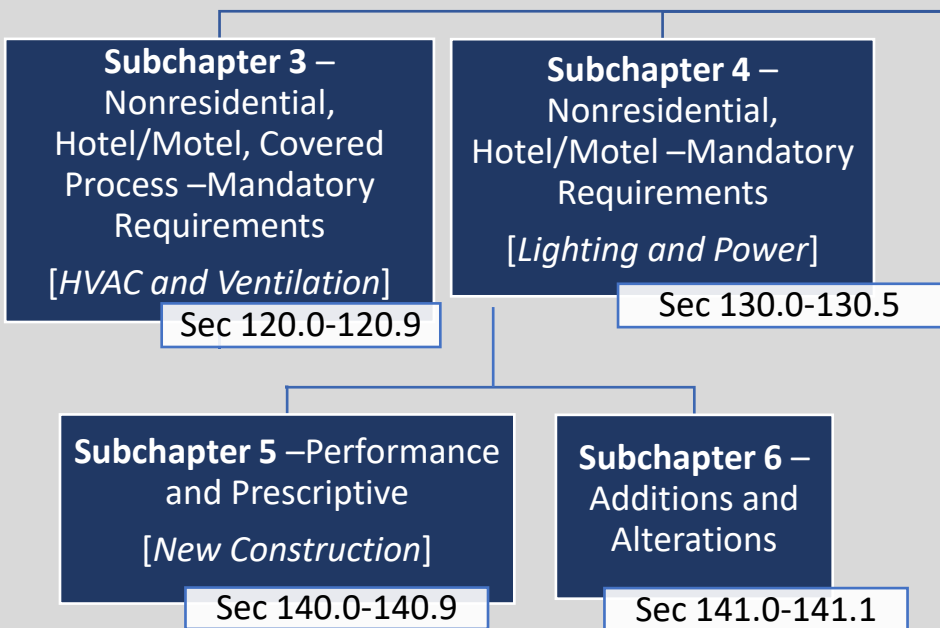 Subchapter 3 –
Nonresidential,
Hotel/Motel, Covered
Process –Mandatory
Requirements
[HVAC and Ventilation]
Sec 120.0-120.9
Subchapter 4 –
Nonresidential,
Hotel/Motel –Mandatory
Requirements
[Lighting and Power]
Sec 130.0-130.5
Subchapter 5 –Performance
and Prescriptive
[New Construction]
Sec 140.0-140.9
Subchapter 6 –
Additions and
Alterations
Sec 141.0-141.1